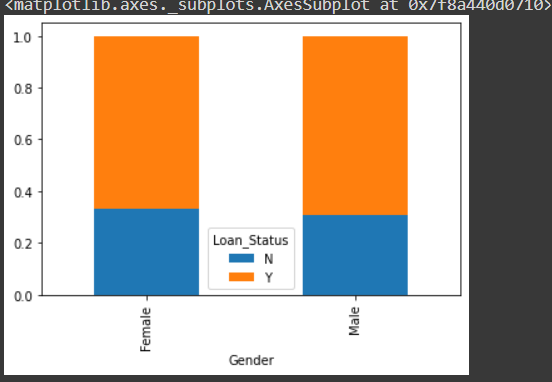 <matplotlib.axes._subplots.AxesSubplot at 0x7f8a440d0710>
1.0
0.8
0.6
0.4
0.2
0.0
Loan_Status
N
Y
Female
Male
Gender